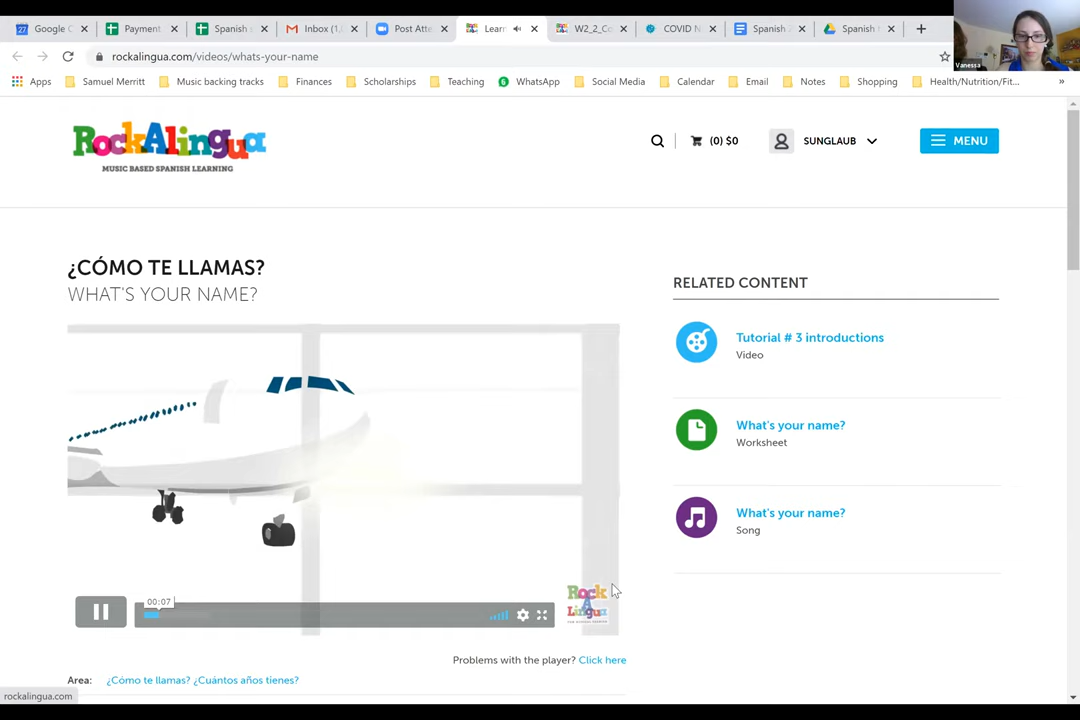 Google C
Payment
Spanish
Inbox (1,
Post Atte
Lear
W2_2_Co
COVID N
Spanish 2
Spanish
rockalingua.com/videos/whats-your-name
Vanessa
Apps
Samuel Merritt
Music backing tracks
Finances
Scholarships
Teaching
WhatsApp
Social Media
Calendar
Email
Notes
Shopping
Health/Nutrition/Fit...
RockALingua
MUSIC BASED SPANISH LEARNING
(0) $0
SUNGLAUB
MENU
¿CÓMO TE LLAMAS?
WHAT'S YOUR NAME?
RELATED CONTENT
Tutorial # 3 introductions
Video
What's your name?
Worksheet
What's your name?
Song
00:07
Rock
A
Lingua
Problems with the player? Click here
Area: ¿Cómo te llamas? ¿Cuántos años tienes?
rockalingua.com